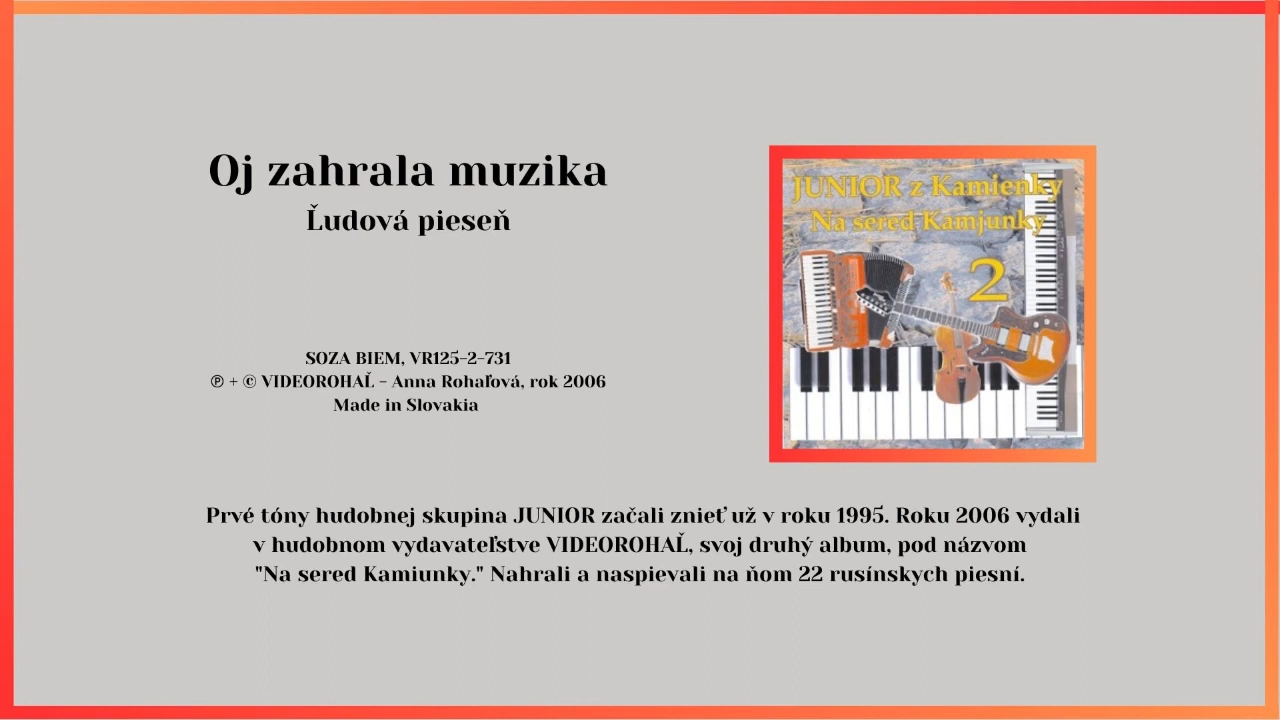 Oj zahrala muzika
Ľudová pieseň
SOZA BIEM, VR125-2-731
℗ + © VIDEOROHAĽ - Anna Rohaľová, rok 2006
Made in Slovakia
JUNIOR z Kamienky
Na sered Kamjunky
2
Prvé tóny hudobnej skupina JUNIOR začali znieť už v roku 1995. Roku 2006 vydali
v hudobnom vydavateľstve VIDEOROHAĽ, svoj druhý album, pod názvom
"Na sered Kamiunky." Nahrali a naspievali na ňom 22 rusínskych piesní.